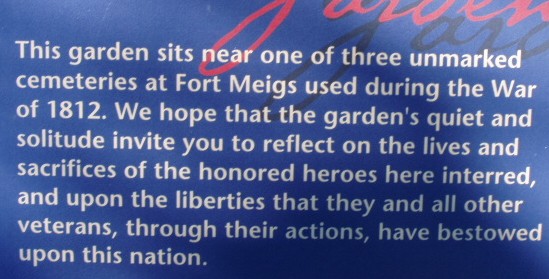 Garden
This garden sits near one of three unmarked
cemeteries at Fort Meigs used during the War
of 1812. We hope that the garden's quiet and
solitude invite you to reflect on the lives and
sacrifices of the honored heroes here interred,
and upon the liberties that they and all other
veterans, through their actions, have bestowed
upon this nation.